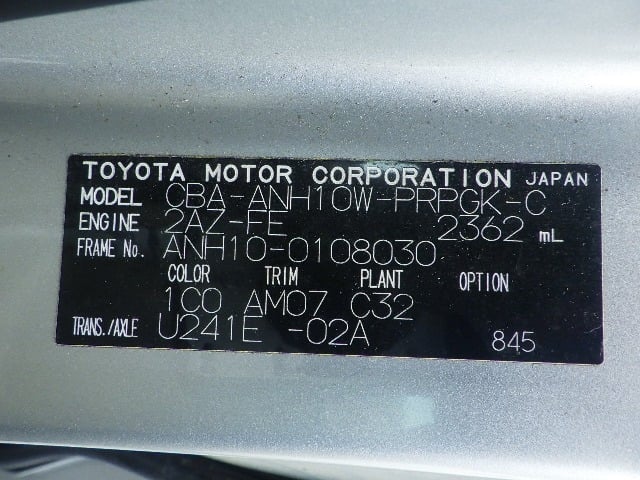 TOYOTA MOTOR CORPORATION JAPAN
MODEL CBA-ANH10W-PRPGK-C
ENGINE 2AZ-FE 2362 mL
FRAME No. ANH10-0108030
COLOR TRIM PLANT OPTION
1C0 AM07 C32
TRANS./AXLE U241E -02A 845